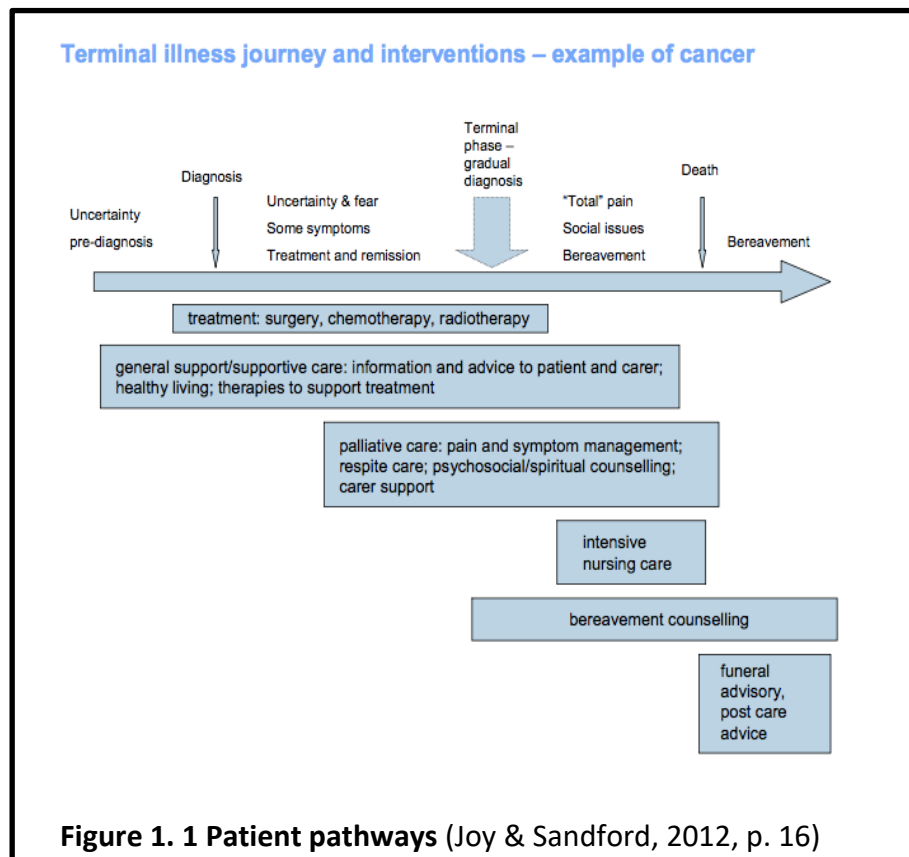 Terminal illness journey and interventions – example of cancer
Terminal
phase –
gradual
diagnosis
Diagnosis
Death
Uncertainty
pre-diagnosis
Uncertainty & fear
Some symptoms
Treatment and remission
"Total" pain
Social issues
Bereavement
Bereavement
treatment: surgery, chemotherapy, radiotherapy
general support/supportive care: information and advice to patient and carer;
healthy living; therapies to support treatment
palliative care: pain and symptom management;
respite care; psychosocial/spiritual counselling;
carer support
intensive
nursing care
bereavement counselling
funeral
advisory,
post care
advice
Figure 1. 1 Patient pathways (Joy & Sandford, 2012, p. 16)